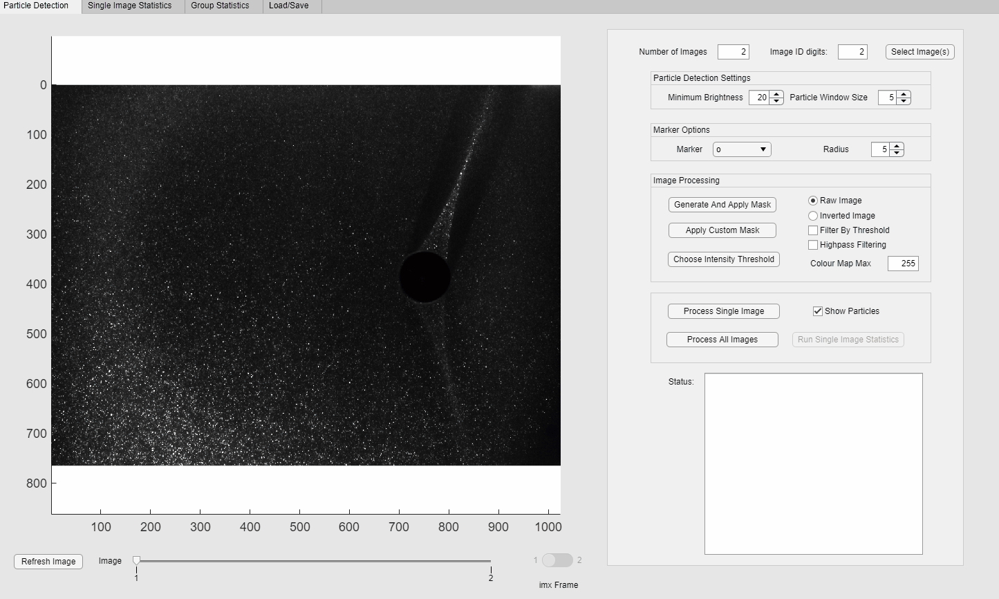 Particle Detection Single Image Statistics Group Statistics Load/Save
Number of Images 2 Image ID digits: 2 Select Image(s)
Particle Detection Settings
Minimum Brightness 20 Particle Window Size 5
Marker Options
Marker o Radius 5
Image Processing
Generate And Apply Mask Raw Image
Inverted Image
Apply Custom Mask Filter By Threshold
Highpass Filtering
Choose Intensity Threshold Colour Map Max 255
Process Single Image Show Particles
Process All Images Run Single Image Statistics
Status:
0
100
200
300
400
500
600
700
800
100 200 300 400 500 600 700 800 900 1000
Refresh Image Image 1 2
1 2
imx Frame